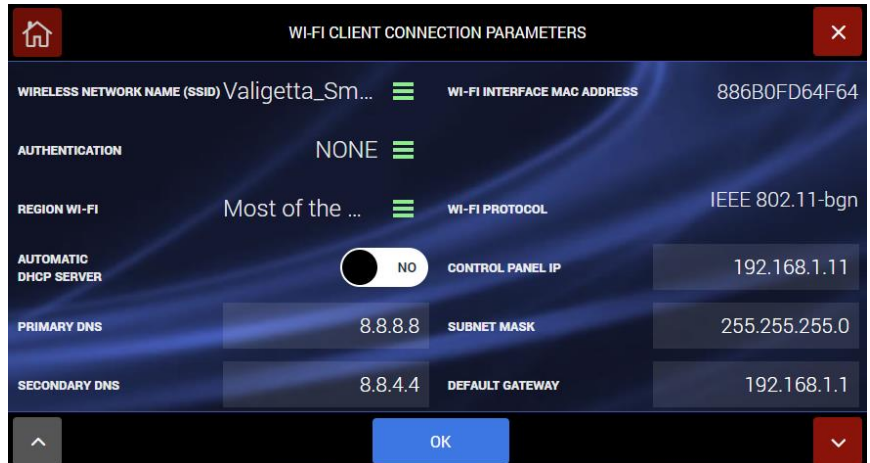 WI-FI CLIENT CONNECTION PARAMETERS
WIRELESS NETWORK NAME (SSID) Valigetta_Sm... WI-FI INTERFACE MAC ADDRESS 886B0FD64F64
AUTHENTICATION NONE
REGION WI-FI Most of the ... WI-FI PROTOCOL IEEE 802.11-bgn
AUTOMATIC
DHCP SERVER NO CONTROL PANEL IP 192.168.1.11
PRIMARY DNS 8.8.8.8 SUBNET MASK 255.255.255.0
SECONDARY DNS 8.8.4.4 DEFAULT GATEWAY 192.168.1.1
OK